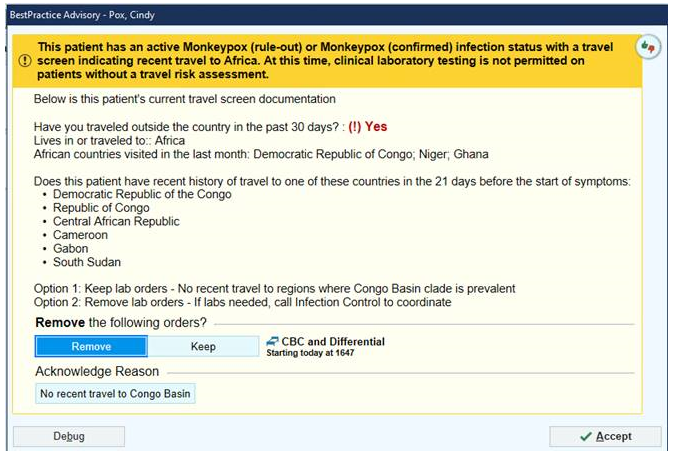 BestPractice Advisory - Pox, Cindy
This patient has an active Monkeypox (rule-out) or Monkeypox (confirmed) infection status with a travel
screen indicating recent travel to Africa. At this time, clinical laboratory testing is not permitted on
patients without a travel risk assessment.
Below is this patient's current travel screen documentation
Have you traveled outside the country in the past 30 days? : (!) Yes
Lives in or traveled to:: Africa
African countries visited in the last month: Democratic Republic of Congo; Niger; Ghana
Does this patient have recent history of travel to one of these countries in the 21 days before the start of symptoms:
• Democratic Republic of the Congo
• Republic of Congo
• Central African Republic
• Cameroon
• Gabon
• South Sudan
Option 1: Keep lab orders - No recent travel to regions where Congo Basin clade is prevalent
Option 2: Remove lab orders - If labs needed, call Infection Control to coordinate
Remove the following orders?
Remove Keep CBC and Differential
Starting today at 1647
Acknowledge Reason
No recent travel to Congo Basin
Debug Accept